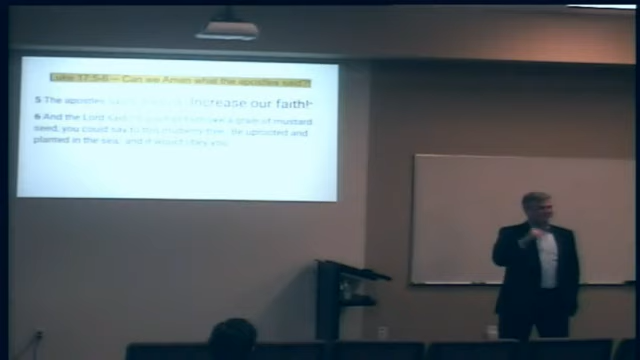 Luke 17:5-6 – Can we Amen what the apostles said?
5 The apostles Increase our faith!
6 And the Lord said a grain of mustard
seed, you could say to this mulberry tree, Be uprooted and
planted in the sea, and it would obey you.